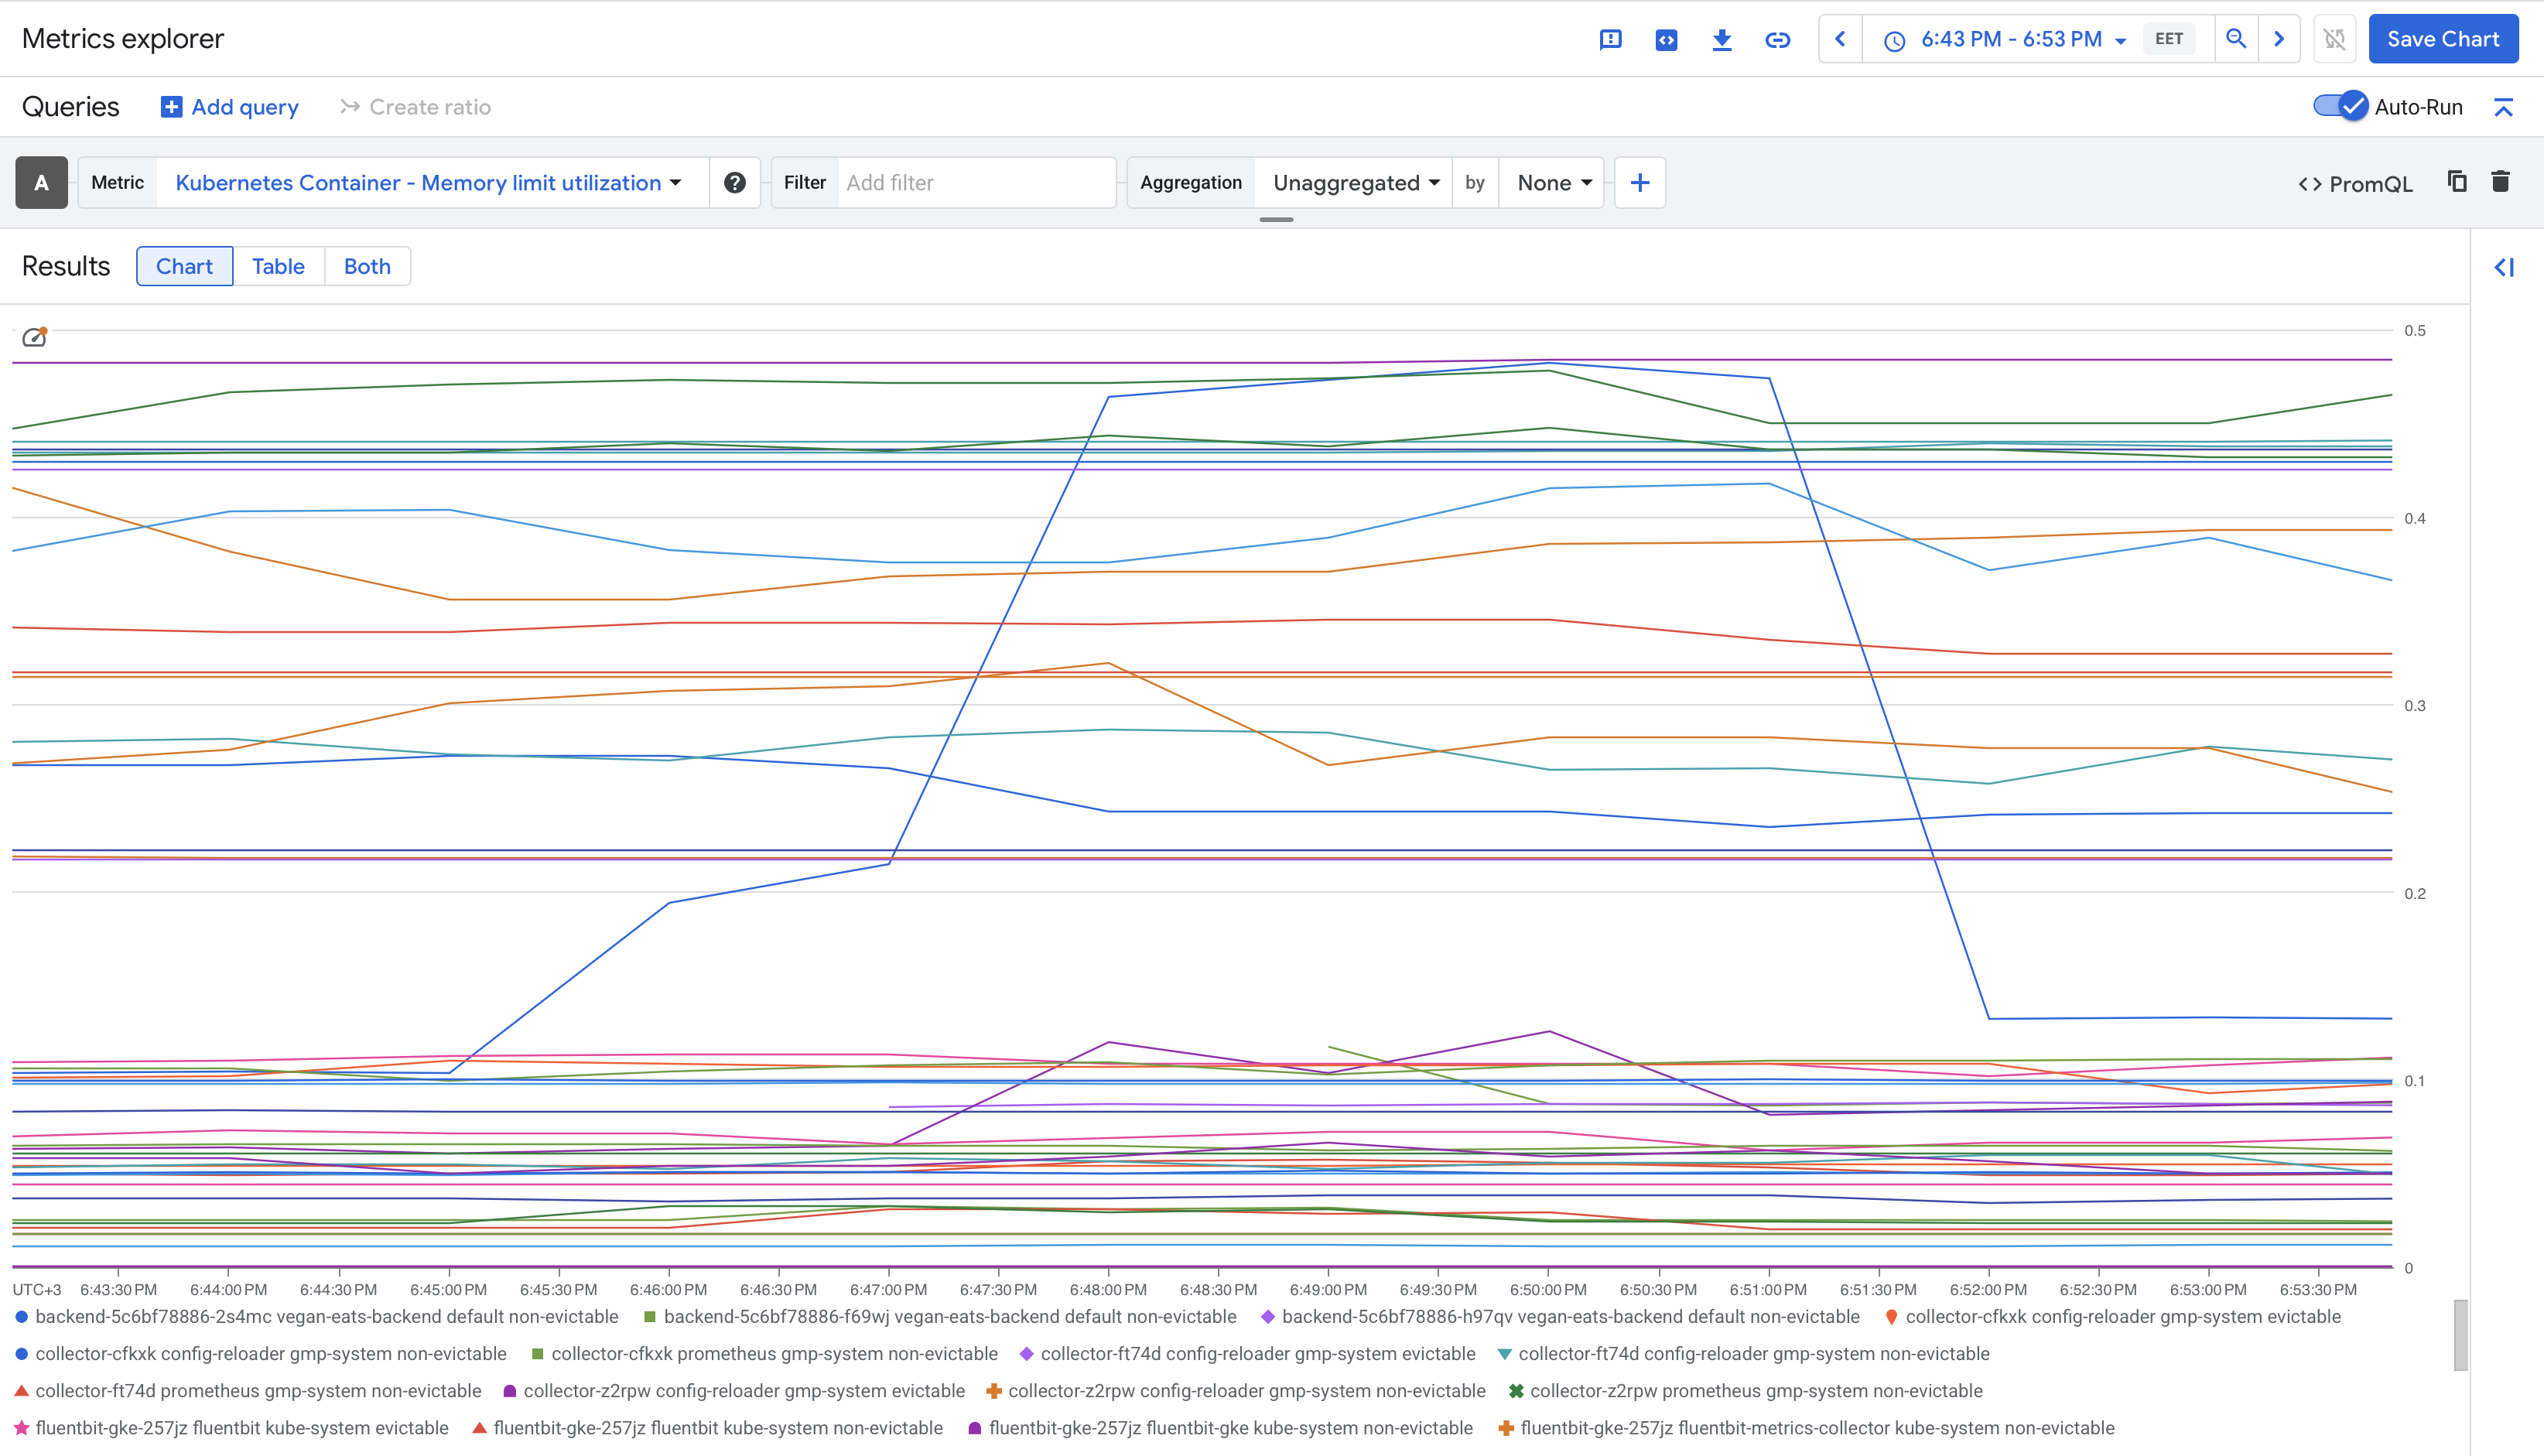 Metrics explorer
6:43 PM - 6:53 PM EET Save Chart
Queries Add query Create ratio Auto-Run
A Metric Kubernetes Container - Memory limit utilization Filter Add filter Aggregation Unaggregated by None <> PromQL
Results Chart Table Both
0.5
0.4
0.3
0.2
0.1
0
UTC+3 6:43:30 PM 6:44:00 PM 6:44:30 PM 6:45:00 PM 6:45:30 PM 6:46:00 PM 6:46:30 PM 6:47:00 PM 6:47:30 PM 6:48:00 PM 6:48:30 PM 6:49:00 PM 6:49:30 PM 6:50:00 PM 6:50:30 PM 6:51:00 PM 6:51:30 PM 6:52:00 PM 6:52:30 PM 6:53:00 PM 6:53:30 PM
backend-5c6bf78886-2s4mc vegan-eats-backend default non-evictable backend-5c6bf78886-f69wj vegan-eats-backend default non-evictable backend-5c6bf78886-h97qv vegan-eats-backend default non-evictable collector-cfkxk config-reloader gmp-system evictable
collector-cfkxk config-reloader gmp-system non-evictable collector-cfkxk prometheus gmp-system non-evictable collector-ft74d config-reloader gmp-system evictable collector-ft74d config-reloader gmp-system non-evictable
collector-ft74d prometheus gmp-system non-evictable collector-z2rpw config-reloader gmp-system evictable collector-z2rpw config-reloader gmp-system non-evictable collector-z2rpw prometheus gmp-system non-evictable
fluentbit-gke-257jz fluentbit kube-system evictable fluentbit-gke-257jz fluentbit kube-system non-evictable fluentbit-gke-257jz fluentbit-gke kube-system non-evictable fluentbit-gke-257jz fluentbit-metrics-collector kube-system non-evictable